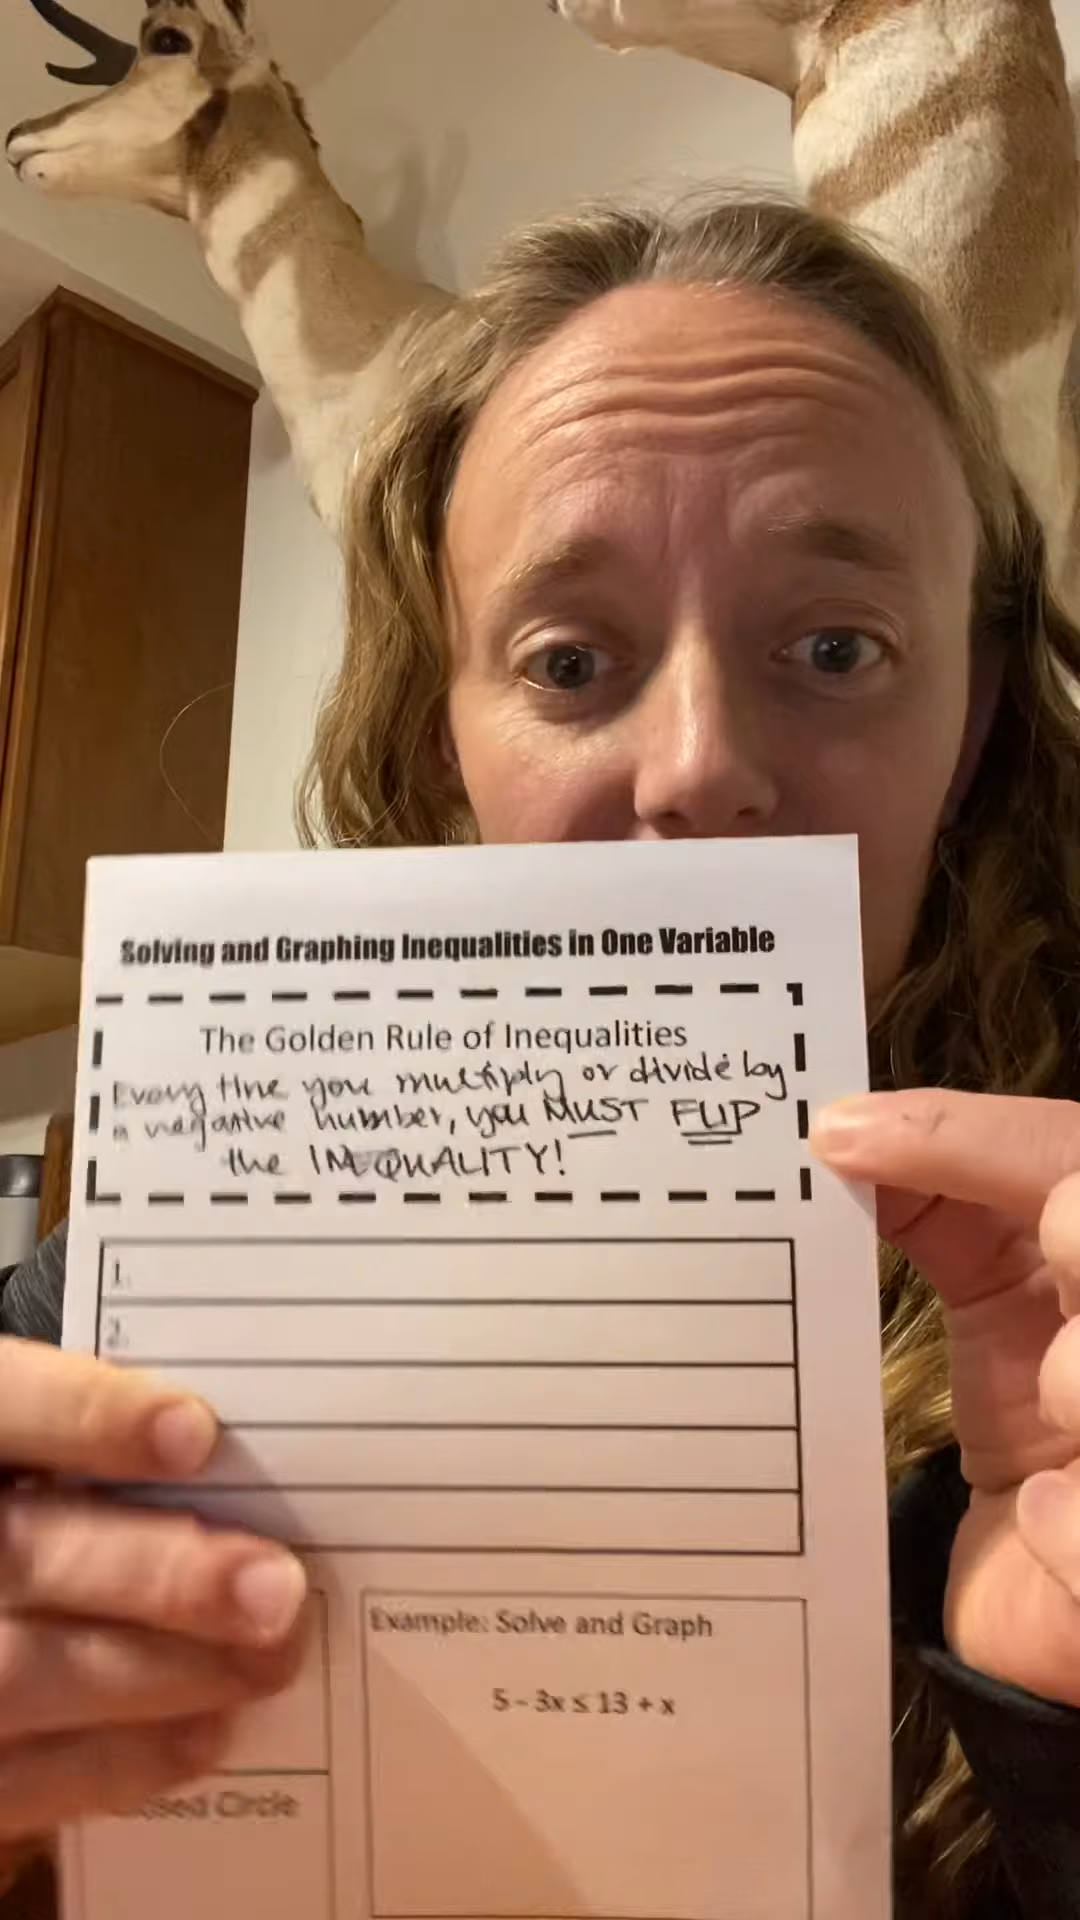 Solving and Graphing Inequalities in One Variable
The Golden Rule of Inequalities
Every time you multiply or divide by
a negative number, you MUST FLIP
the INEQUALITY!
1.
2.
Example: Solve and Graph
5 - 3x ≤ 13 + x
Circle